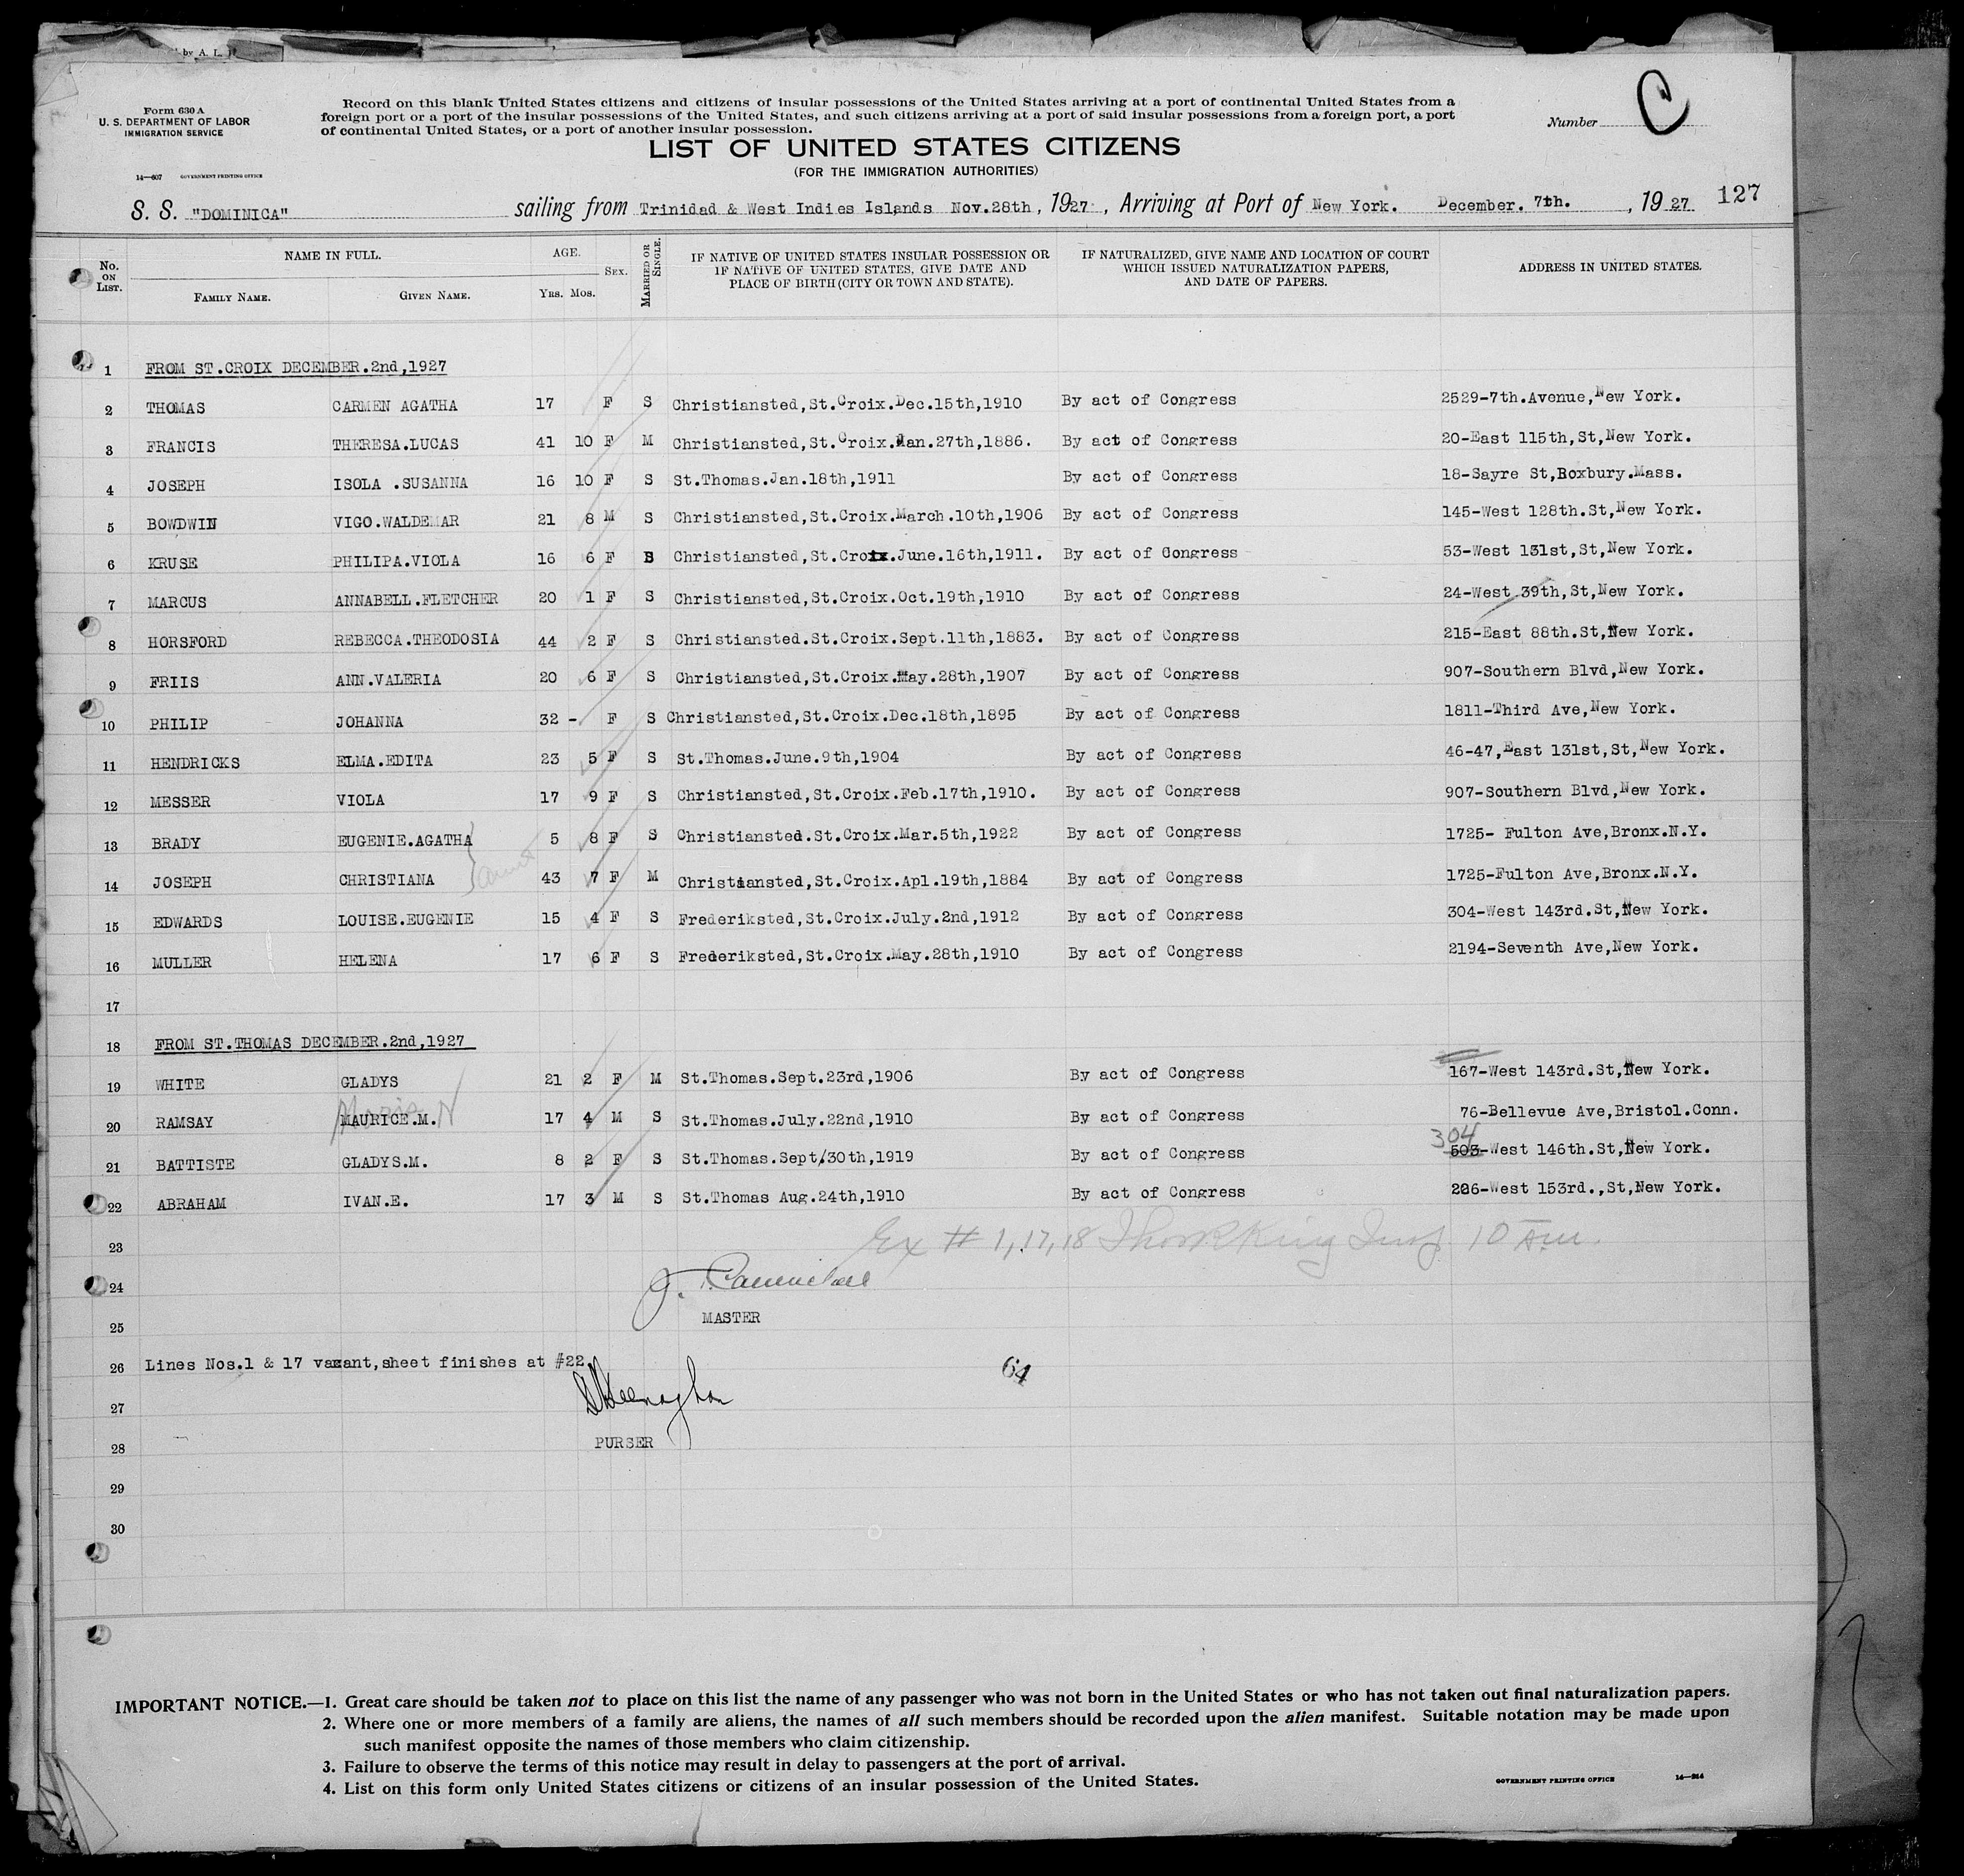 by A. L.
Form 630 A
U. S. DEPARTMENT OF LABOR
IMMIGRATION SERVICE
14—607 GOVERNMENT PRINTING OFFICE
Record on this blank United States citizens and citizens of insular possessions of the United States arriving at a port of continental United States from a
foreign port or a port of the insular possessions of the United States, and such citizens arriving at a port of said insular possessions from a foreign port, a port
of continental United States, or a port of another insular possession.
Number C
LIST OF UNITED STATES CITIZENS
(FOR THE IMMIGRATION AUTHORITIES)
S. S. "DOMINICA" sailing from Trinidad & West Indies Islands Nov.28th, 1927, Arriving at Port of New York. December. 7th. , 1927 127
No. ON LIST. NAME IN FULL. FAMILY NAME. GIVEN NAME. AGE. YRS. MOS. SEX. MARRIED OR SINGLE. IF NATIVE OF UNITED STATES INSULAR POSSESSION OR IF NATIVE OF UNITED STATES, GIVE DATE AND PLACE OF BIRTH (CITY OR TOWN AND STATE). IF NATURALIZED, GIVE NAME AND LOCATION OF COURT WHICH ISSUED NATURALIZATION PAPERS, AND DATE OF PAPERS. ADDRESS IN UNITED STATES.
1 FROM ST.CROIX DECEMBER.2nd,1927
2 THOMAS CARMEN AGATHA 17 F S Christiansted,St.Croix.Dec.15th,1910 By act of Congress 2529-7th.Avenue,New York.
3 FRANCIS THERESA.LUCAS 41 10 F M Christiansted,St.Croix.Jan.27th,1886. By act of Congress 20-East 115th,St,New York.
4 JOSEPH ISOLA .SUSANNA 16 10 F S St.Thomas.Jan.18th,1911 By act of Congress 18-Sayre St,Roxbury.Mass.
5 BOWDWIN VIGO.WALDEMAR 21 8 M S Christiansted,St.Croix.March.10th,1906 By act of Congress 145-West 128th.St,New York.
6 KRUSE PHILIPA.VIOLA 16 6 F S Christiansted,St.Croix.June.16th,1911. By act of Congress 53-West 131st,St,New York.
7 MARCUS ANNABELL.FLETCHER 20 1 F S Christiansted,St.Croix.Oct.19th,1910 By act of Congress 24-West 39th,St,New York.
8 HORSFORD REBECCA.THEODOSIA 44 2 F S Christiansted.St.Croix.Sept.11th,1883. By act of Congress 215-East 88th.St,New York.
9 FRIIS ANN.VALERIA 20 6 F S Christiansted,St.Croix.May.28th,1907 By act of Congress 907-Southern Blvd,New York.
10 PHILIP JOHANNA 32 - F S Christiansted,St.Croix.Dec.18th,1895 By act of Congress 1811-Third Ave,New York.
11 HENDRICKS ELMA.EDITA 23 5 F S St.Thomas.June.9th,1904 By act of Congress 46-47,East 131st,St,New York.
12 MESSER VIOLA 17 9 F S Christiansted,St.Croix.Feb.17th,1910. By act of Congress 907-Southern Blvd,New York.
13 BRADY EUGENIE.AGATHA 5 8 F S Christiansted.St.Croix.Mar.5th,1922 By act of Congress 1725- Fulton Ave,Bronx.N.Y.
aunt
14 JOSEPH CHRISTIANA 43 7 F M Christiansted,St.Croix.Apl.19th,1884 By act of Congress 1725-Fulton Ave,Bronx.N.Y.
15 EDWARDS LOUISE.EUGENIE 15 4 F S Frederiksted,St.Croix.July.2nd,1912 By act of Congress 304-West 143rd.St,New York.
16 MULLER HELENA 17 6 F S Frederiksted,St.Croix.May.28th,1910 By act of Congress 2194-Seventh Ave,New York.
17
18 FROM ST.THOMAS DECEMBER.2nd,1927
19 WHITE GLADYS 21 2 F M St.Thomas.Sept.23rd,1906 By act of Congress 167-West 143rd.St,New York.
20 RAMSAY MAURICE.M. 17 4 M S St.Thomas.July.22nd,1910 By act of Congress 76-Bellevue Ave,Bristol.Conn.
304
21 BATTISTE GLADYS.M. 8 2 F S St.Thomas.Sept.30th,1919 By act of Congress 503-West 146th.St,New York.
22 ABRAHAM IVAN.E. 17 3 M S St.Thomas Aug.24th,1910 By act of Congress 226-West 153rd.,St,New York.
23 Ex # 1,17,18 10 am.
24 J.
25 MASTER
26 Lines Nos.1 & 17 vacant,sheet finishes at #22 64
27
28 PURSER
29
30
IMPORTANT NOTICE.—1. Great care should be taken not to place on this list the name of any passenger who was not born in the United States or who has not taken out final naturalization papers.
2. Where one or more members of a family are aliens, the names of all such members should be recorded upon the alien manifest. Suitable notation may be made upon
such manifest opposite the names of those members who claim citizenship.
3. Failure to observe the terms of this notice may result in delay to passengers at the port of arrival.
4. List on this form only United States citizens or citizens of an insular possession of the United States.
GOVERNMENT PRINTING OFFICE 14—264